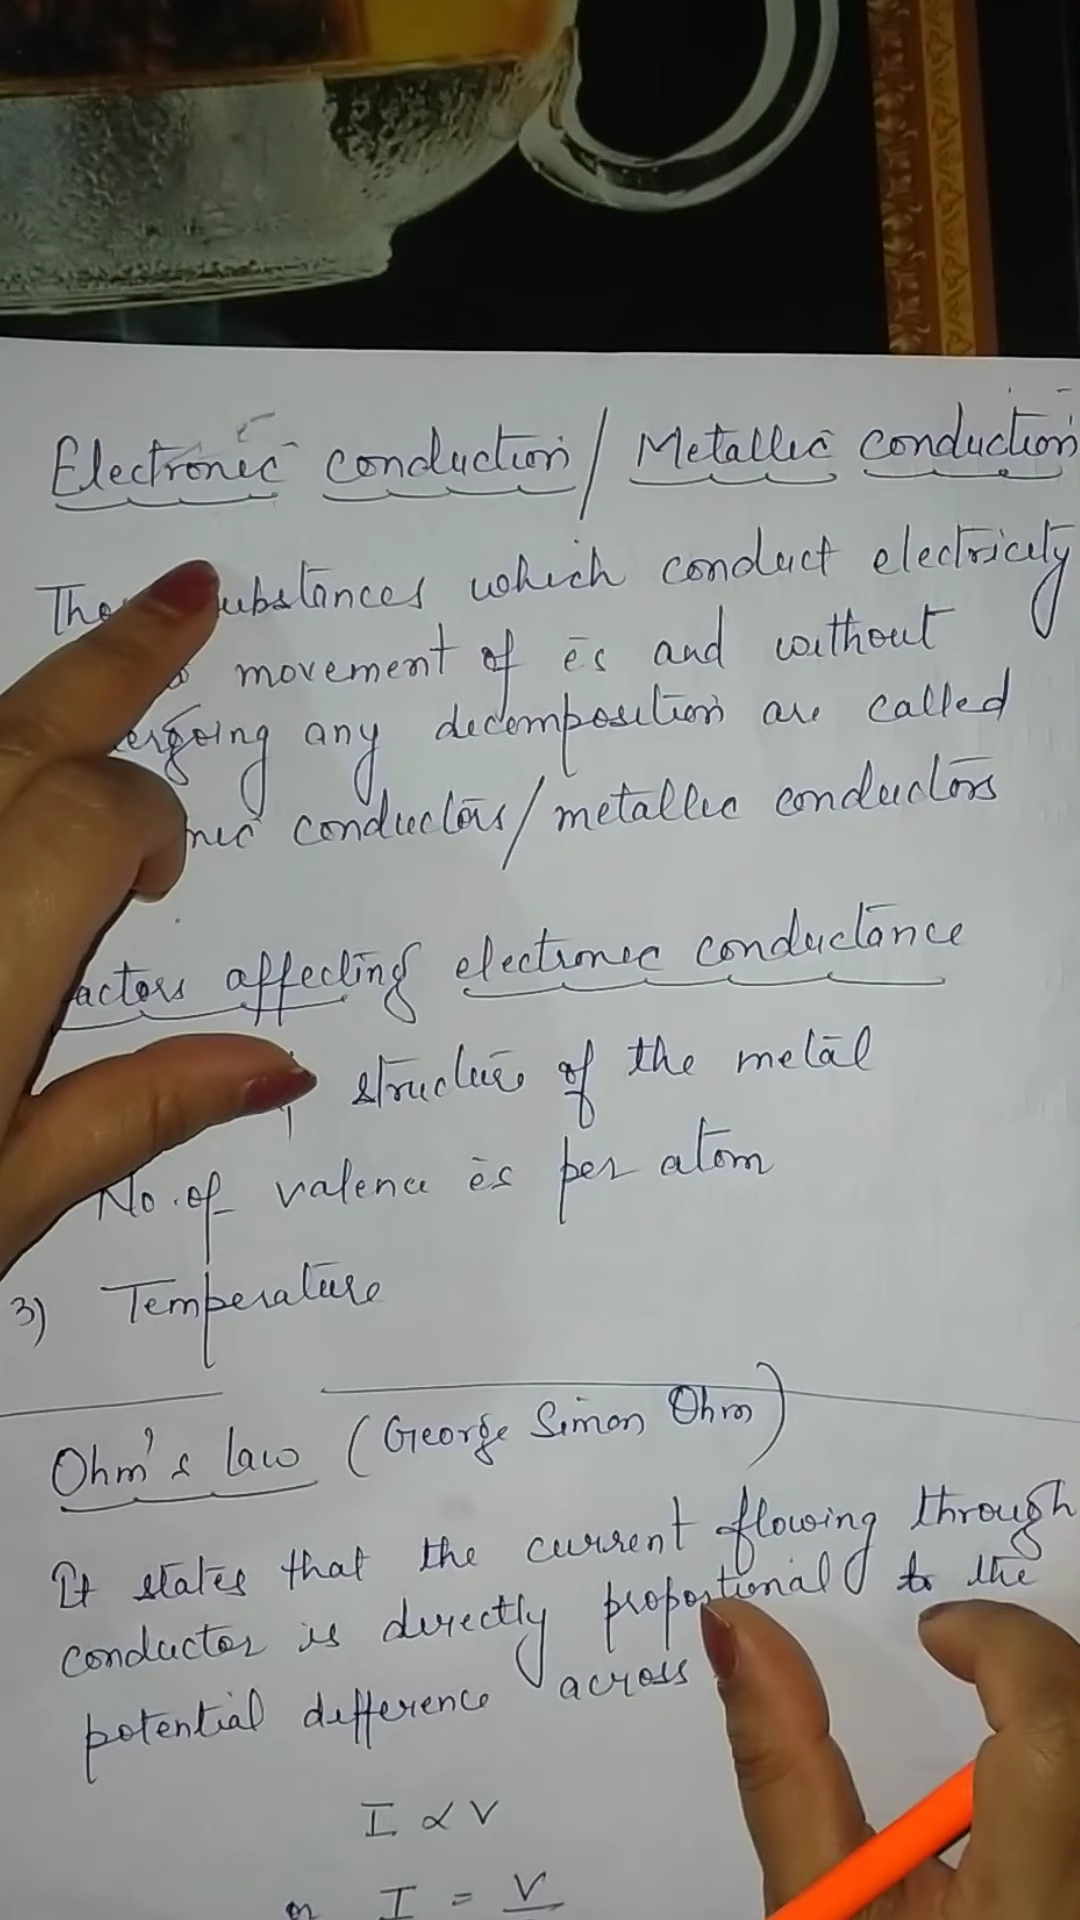 Electronic conduction / Metallic conduction
substances which conduct electricity
movement of ēs and without
any decomposition are called
conductors / metallic conductors
affecting electronic conductance
structure of the metal
No. of valence ēs per atom
3) Temperature
Ohm's law (George Simon Ohm)
It states that the current flowing through
conductor is directly proportional to the
potential difference across
I ∝ V
or I = V